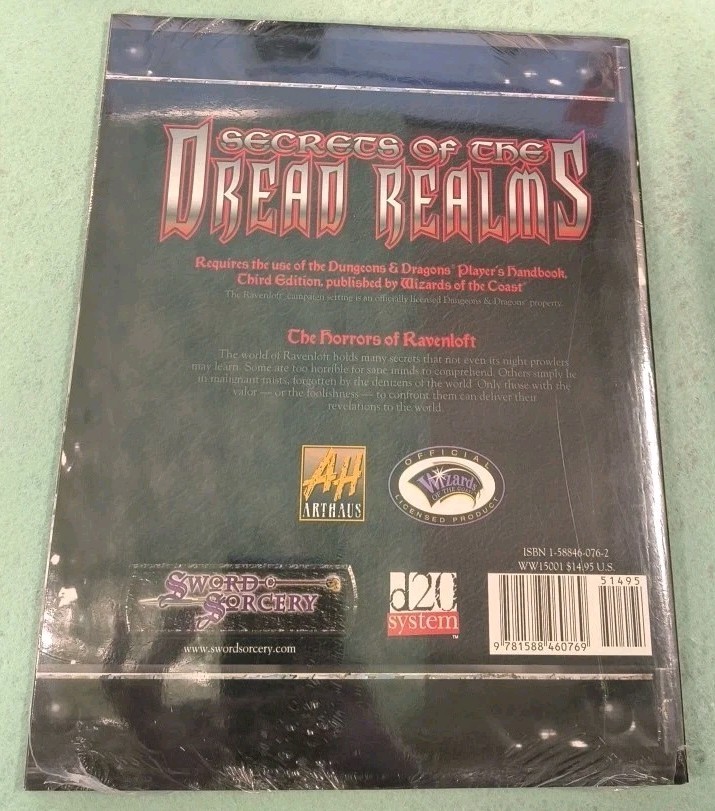 SECRETS OF THE
DREAD REALMS
Requires the use of the Dungeons & Dragons® Player's Handbook,
Third Edition, published by Wizards of the Coast®
The Ravenloft® campaign setting is an officially licensed Dungeons & Dragons® property.
The Horrors of Ravenloft
The world of Ravenloft holds many secrets that not even its night prowlers
may learn. Some are too horrible for sane minds to comprehend. Others simply lie
in malignant mists, forgotten by the denizens of the world. Only those with the
valor — or the foolishness — to confront them can deliver their
revelations to the world.
AH
ARTHAUS
OFFICIAL
Wizards
OF THE COAST
LICENSED PRODUCT
ISBN 1-58846-076-2
WW15001 $14.95 U.S.
51495
SWORD &
SORCERY
d20
system™
9 781588 460769
www.swordsorcery.com